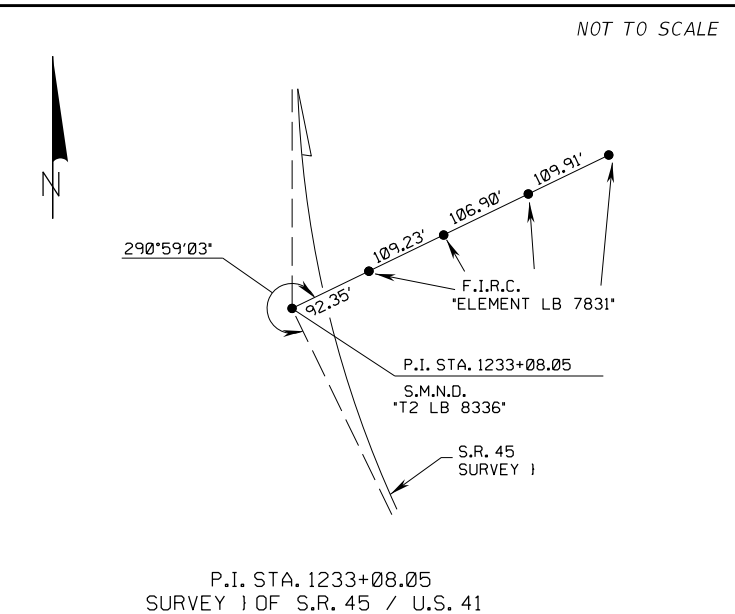 NOT TO SCALE
N
290°59'03"
92.35'
109.23'
106.90'
109.91'
F.I.R.C.
"ELEMENT LB 7831"
P.I. STA. 1233+08.05
S.M.N.D.
"T2 LB 8336"
S.R. 45
SURVEY }
P.I. STA. 1233+08.05
SURVEY } OF S.R. 45 / U.S. 41